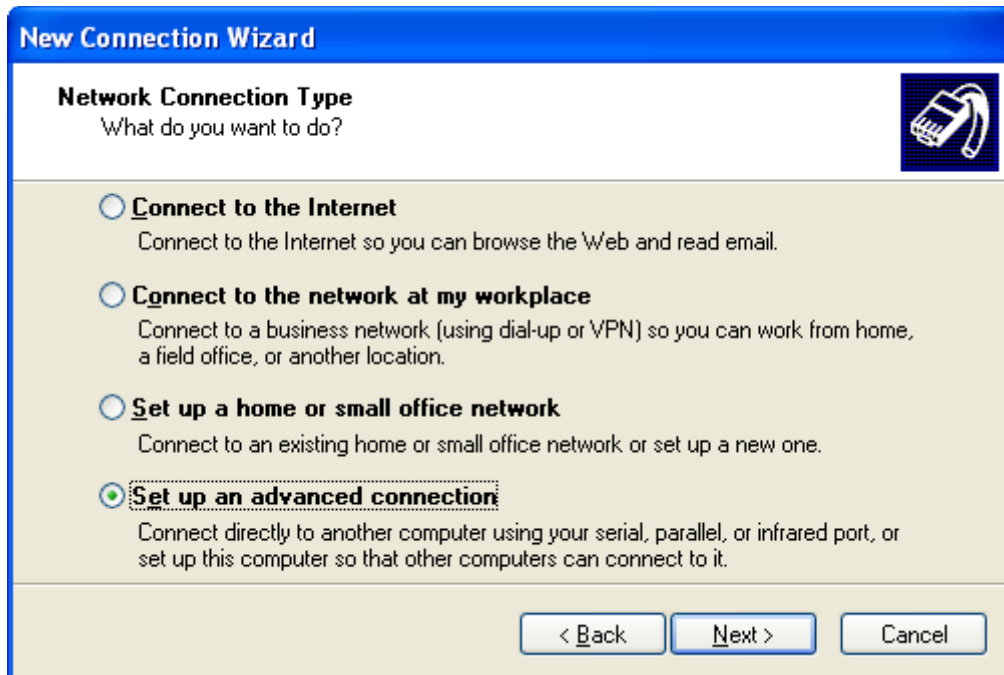 New Connection Wizard
Network Connection Type
What do you want to do?
Connect to the Internet
Connect to the Internet so you can browse the Web and read email.
Connect to the network at my workplace
Connect to a business network (using dial-up or VPN) so you can work from home,
a field office, or another location.
Set up a home or small office network
Connect to an existing home or small office network or set up a new one.
Set up an advanced connection
Connect directly to another computer using your serial, parallel, or infrared port, or
set up this computer so that other computers can connect to it.
< Back Next > Cancel